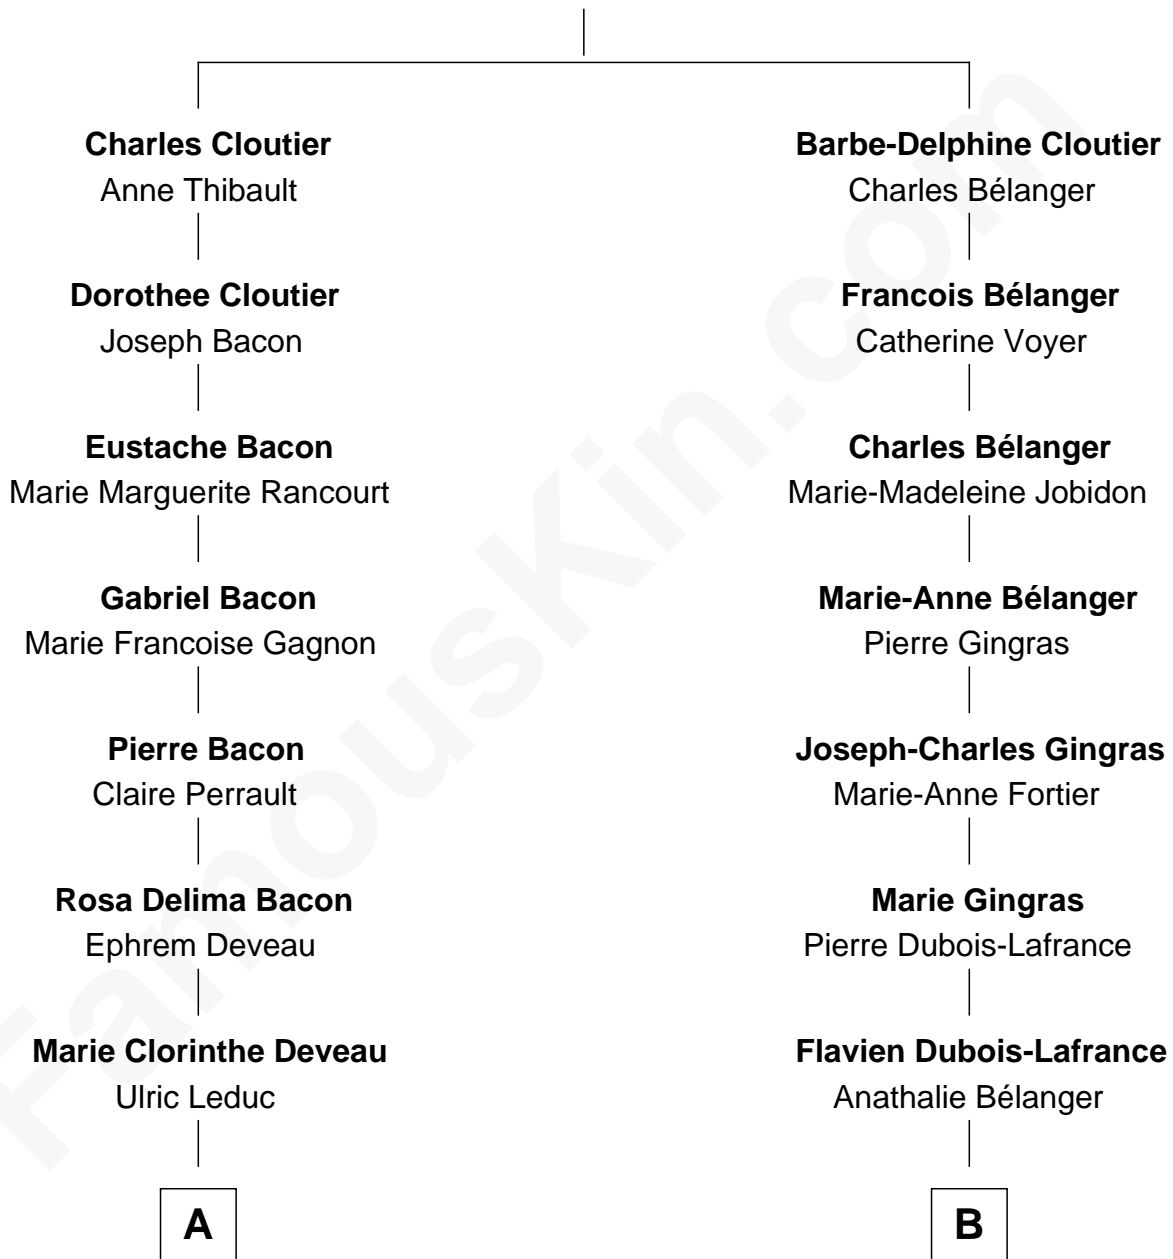 Charles Cloutier
Anne Thibault
Dorothee Cloutier
Joseph Bacon
Eustache Bacon
Marie Marguerite Rancourt
Gabriel Bacon
Marie Francoise Gagnon
Pierre Bacon
Claire Perrault
Rosa Delima Bacon
Ephrem Deveau
Marie Clorinthe Deveau
Ulric Leduc
A
Barbe-Delphine Cloutier
Charles Bélanger
Francois Bélanger
Catherine Voyer
Charles Bélanger
Marie-Madeleine Jobidon
Marie-Anne Bélanger
Pierre Gingras
Joseph-Charles Gingras
Marie-Anne Fortier
Marie Gingras
Pierre Dubois-Lafrance
Flavien Dubois-Lafrance
Anathalie Bélanger
B
FamousKin.com